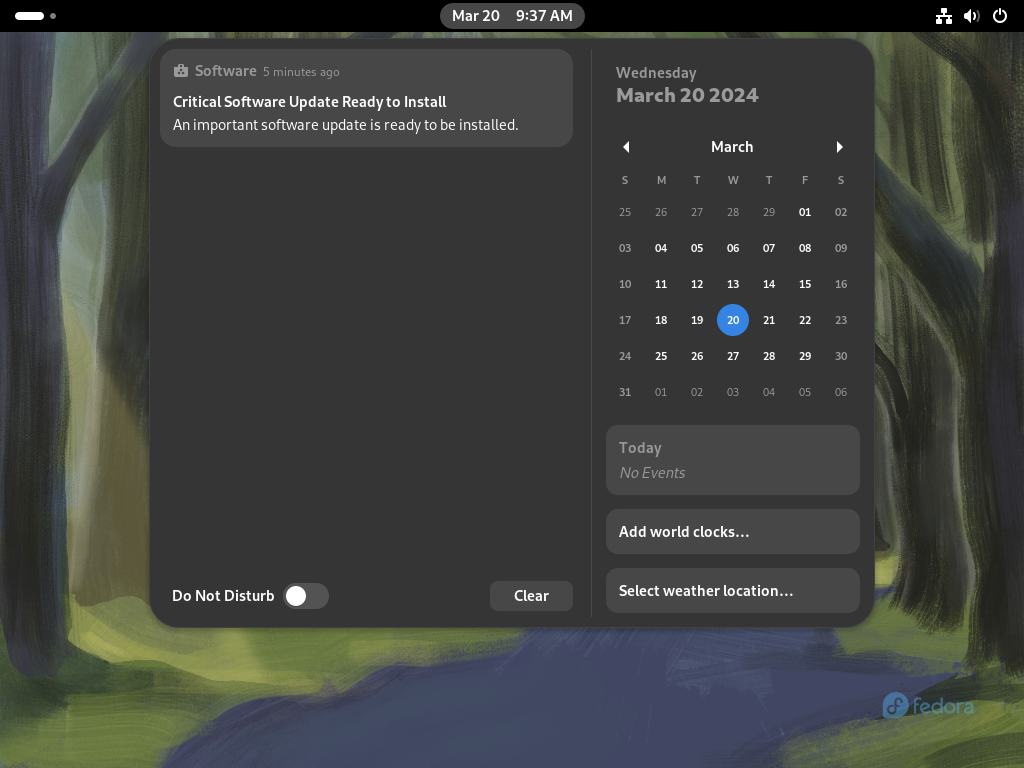 Mar 20 9:37 AM
Software 5 minutes ago
Critical Software Update Ready to Install
An important software update is ready to be installed.
Do Not Disturb
Clear
Wednesday
March 20 2024
March
S M T W T F S
25 26 27 28 29 01 02
03 04 05 06 07 08 09
10 11 12 13 14 15 16
17 18 19 20 21 22 23
24 25 26 27 28 29 30
31 01 02 03 04 05 06
Today
No Events
Add world clocks…
Select weather location…
fedora